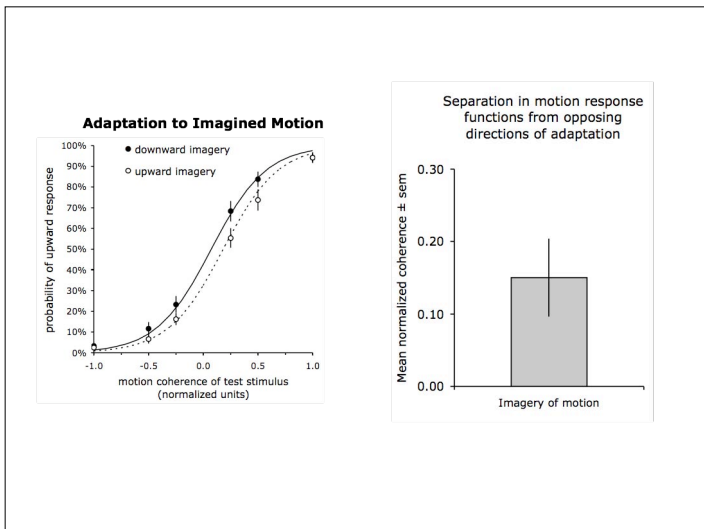 Adaptation to Imagined Motion
100%
90%
80%
70%
60%
50%
40%
30%
20%
10%
0%
probability of upward response
downward imagery
upward imagery
-1.0 -0.5 0.0 0.5 1.0
motion coherence of test stimulus
(normalized units)
Separation in motion response
functions from opposing
directions of adaptation
Mean normalized coherence ± sem
0.30
0.20
0.10
0.00
Imagery of motion